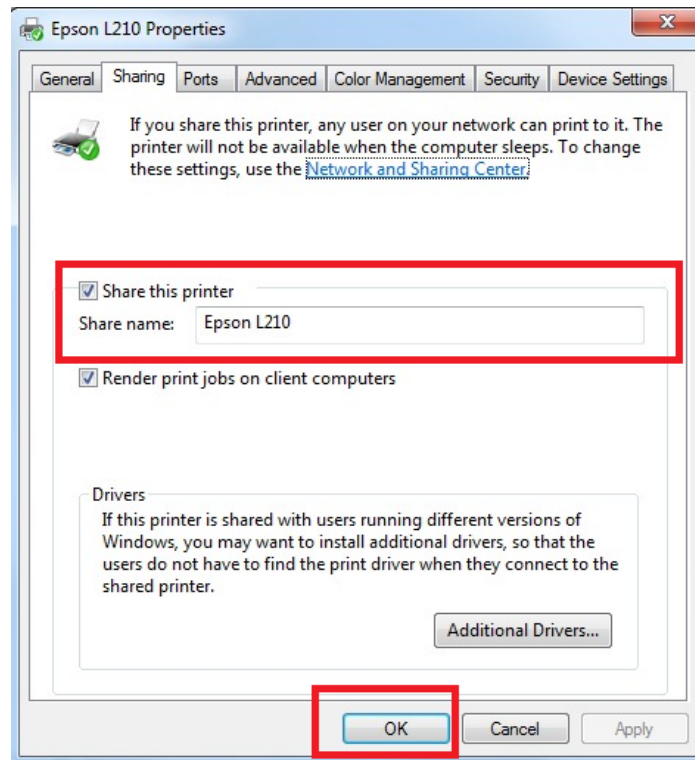 Epson L210 Properties
General Sharing Ports Advanced Color Management Security Device Settings
If you share this printer, any user on your network can print to it. The
printer will not be available when the computer sleeps. To change
these settings, use the Network and Sharing Center.
Share this printer
Share name: Epson L210
Render print jobs on client computers
Drivers
If this printer is shared with users running different versions of
Windows, you may want to install additional drivers, so that the
users do not have to find the print driver when they connect to the
shared printer.
Additional Drivers...
OK Cancel Apply